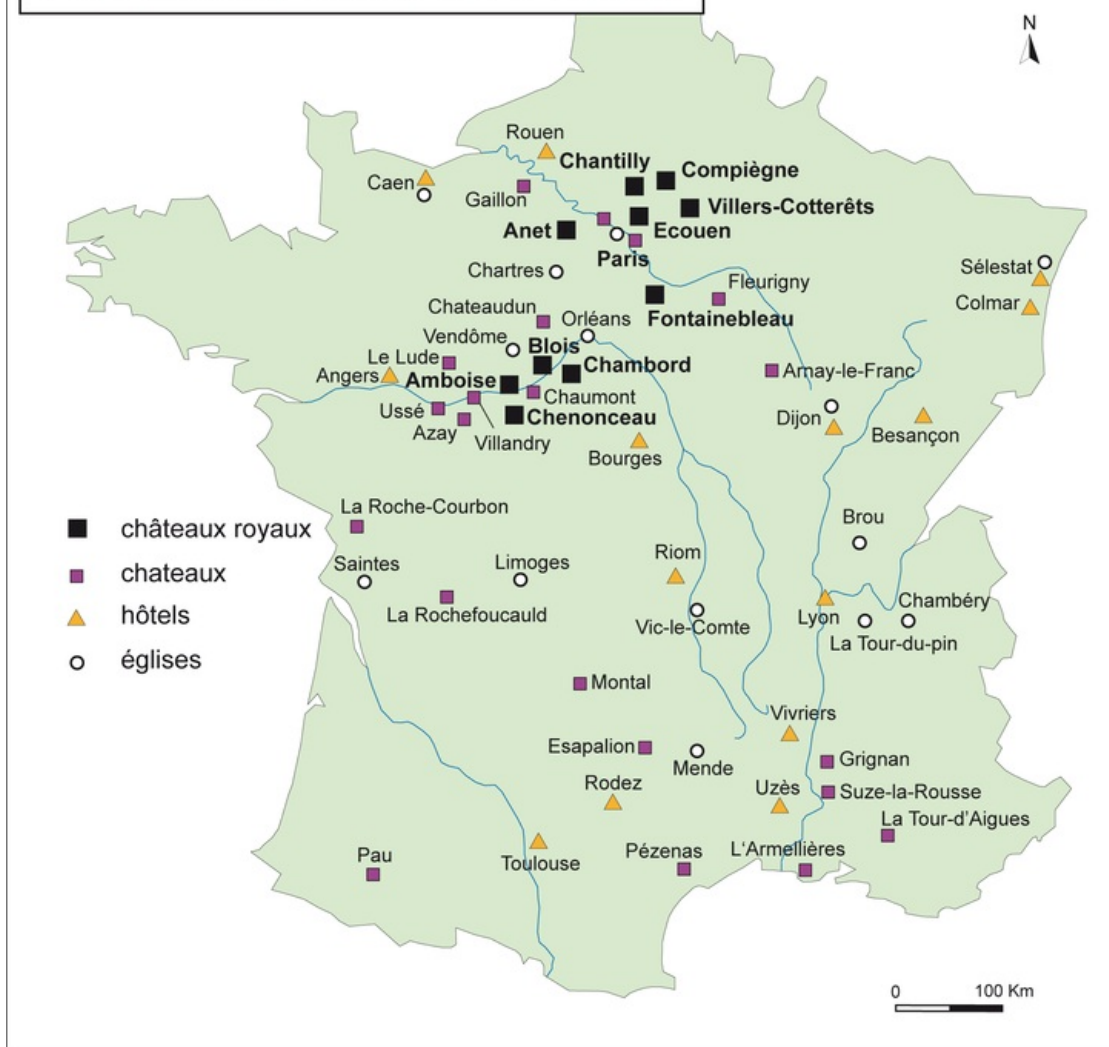 N
Rouen
Chantilly
Compiègne
Caen
Gaillon
Villers-Cotterêts
Anet
Ecouen
Paris
Chartres
Sélestat
Fleurigny
Colmar
Chateaudun
Orléans
Fontainebleau
Vendôme
Blois
Le Lude
Chambord
Angers
Amboise
Arnay-le-Franc
Chaumont
Ussé
Chenonceau
Dijon
Azay
Villandry
Besançon
Bourges
La Roche-Courbon
châteaux royaux
Brou
Riom
Saintes
Limoges
chateaux
Chambéry
La Rochefoucauld
hôtels
Lyon
Vic-le-Comte
La Tour-du-pin
églises
Montal
Vivriers
Esapalion
Grignan
Mende
Rodez
Uzès
Suze-la-Rousse
La Tour-d'Aigues
Pau
Toulouse
Pézenas
L'Armellières
0 100 Km